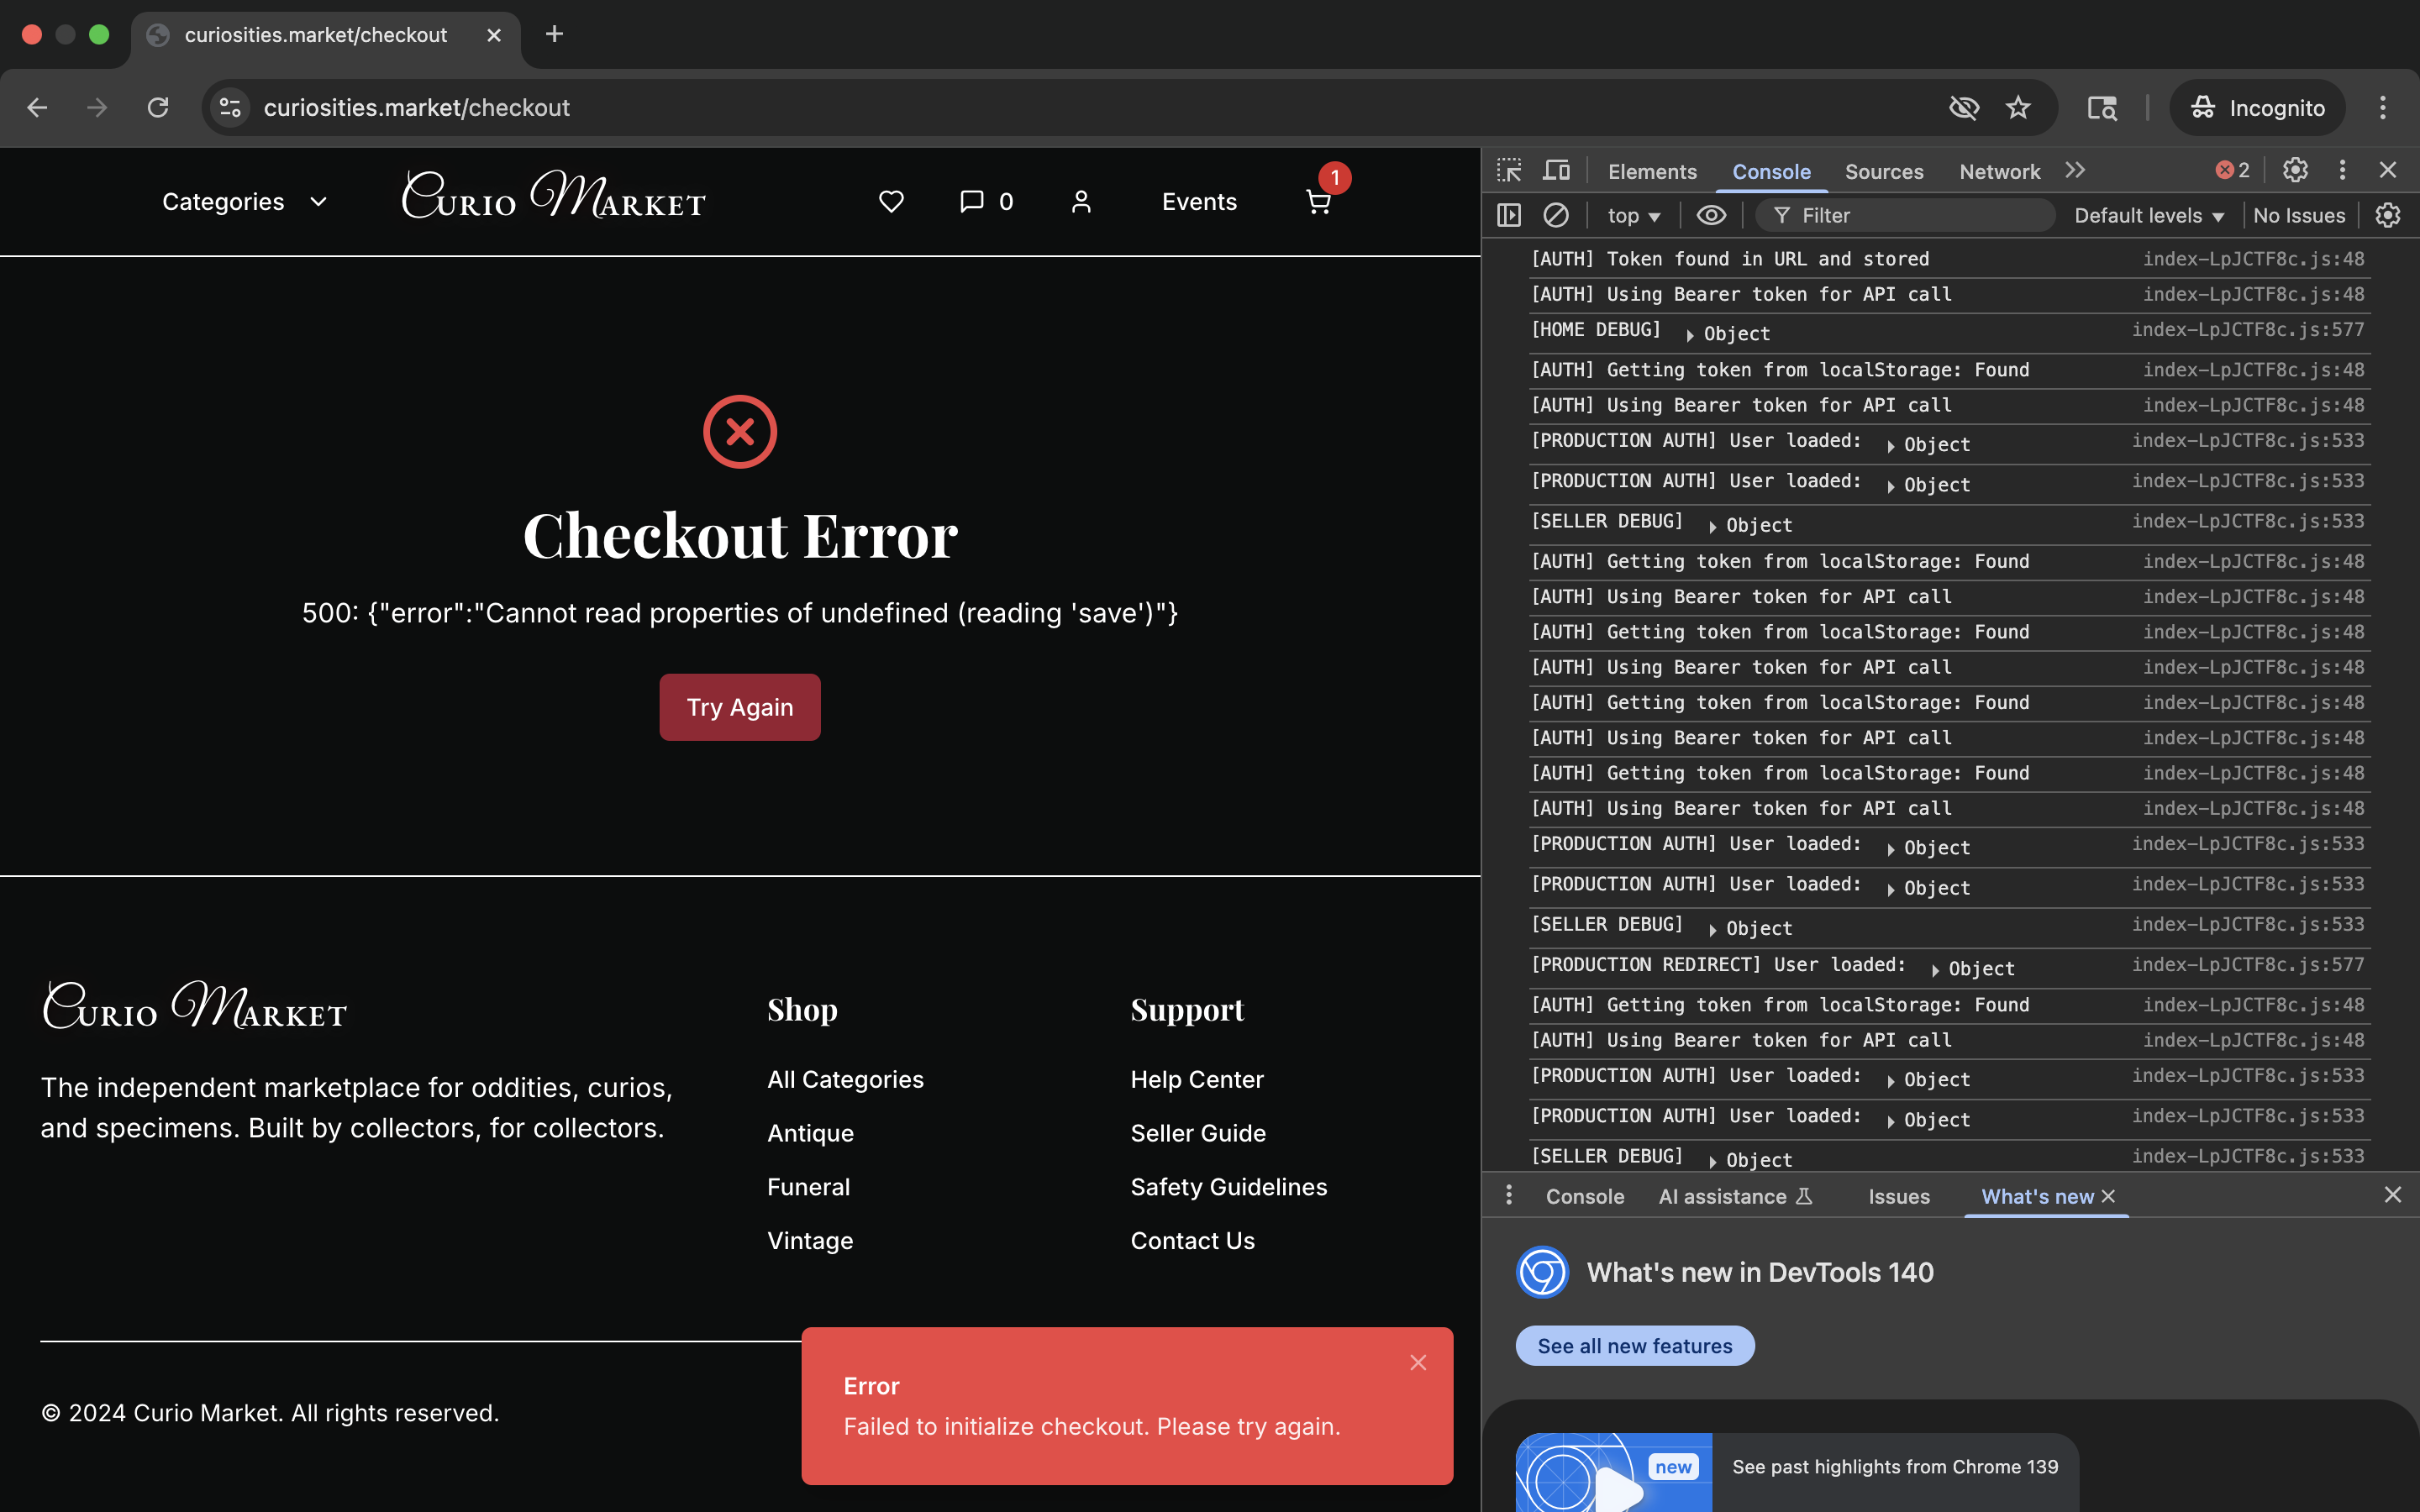 curiosities.market/checkout
curiosities.market/checkout
Incognito
Categories
Curio Market
0
Events
1
Checkout Error
500: {"error":"Cannot read properties of undefined (reading 'save')"}
Try Again
Curio Market
The independent marketplace for oddities, curios,
and specimens. Built by collectors, for collectors.
Shop
All Categories
Antique
Funeral
Vintage
Support
Help Center
Seller Guide
Safety Guidelines
Contact Us
© 2024 Curio Market. All rights reserved.
Error
Failed to initialize checkout. Please try again.
Elements Console Sources Network 2
top Filter Default levels No Issues
[AUTH] Token found in URL and stored index-LpJCTF8c.js:48
[AUTH] Using Bearer token for API call index-LpJCTF8c.js:48
[HOME DEBUG] Object index-LpJCTF8c.js:577
[AUTH] Getting token from localStorage: Found index-LpJCTF8c.js:48
[AUTH] Using Bearer token for API call index-LpJCTF8c.js:48
[PRODUCTION AUTH] User loaded: Object index-LpJCTF8c.js:533
[PRODUCTION AUTH] User loaded: Object index-LpJCTF8c.js:533
[SELLER DEBUG] Object index-LpJCTF8c.js:533
[AUTH] Getting token from localStorage: Found index-LpJCTF8c.js:48
[AUTH] Using Bearer token for API call index-LpJCTF8c.js:48
[AUTH] Getting token from localStorage: Found index-LpJCTF8c.js:48
[AUTH] Using Bearer token for API call index-LpJCTF8c.js:48
[AUTH] Getting token from localStorage: Found index-LpJCTF8c.js:48
[AUTH] Using Bearer token for API call index-LpJCTF8c.js:48
[AUTH] Getting token from localStorage: Found index-LpJCTF8c.js:48
[AUTH] Using Bearer token for API call index-LpJCTF8c.js:48
[PRODUCTION AUTH] User loaded: Object index-LpJCTF8c.js:533
[PRODUCTION AUTH] User loaded: Object index-LpJCTF8c.js:533
[SELLER DEBUG] Object index-LpJCTF8c.js:533
[PRODUCTION REDIRECT] User loaded: Object index-LpJCTF8c.js:577
[AUTH] Getting token from localStorage: Found index-LpJCTF8c.js:48
[AUTH] Using Bearer token for API call index-LpJCTF8c.js:48
[PRODUCTION AUTH] User loaded: Object index-LpJCTF8c.js:533
[PRODUCTION AUTH] User loaded: Object index-LpJCTF8c.js:533
[SELLER DEBUG] Object index-LpJCTF8c.js:533
Console AI assistance Issues What's new
What's new in DevTools 140
See all new features
new
See past highlights from Chrome 139